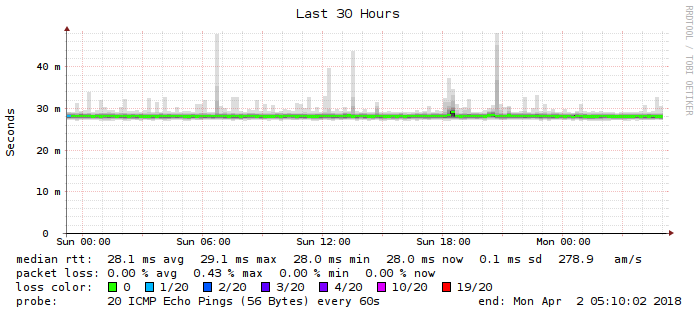 Last 30 Hours
RRDTOOL / TOBI OETIKER
Seconds
40 m
30 m
20 m
10 m
0
Sun 00:00 Sun 06:00 Sun 12:00 Sun 18:00 Mon 00:00
median rtt: 28.1 ms avg 29.1 ms max 28.0 ms min 28.0 ms now 0.1 ms sd 278.9 am/s
packet loss: 0.00 % avg 0.43 % max 0.00 % min 0.00 % now
loss color: 0 1/20 2/20 3/20 4/20 10/20 19/20
probe: 20 ICMP Echo Pings (56 Bytes) every 60s end: Mon Apr 2 05:10:02 2018